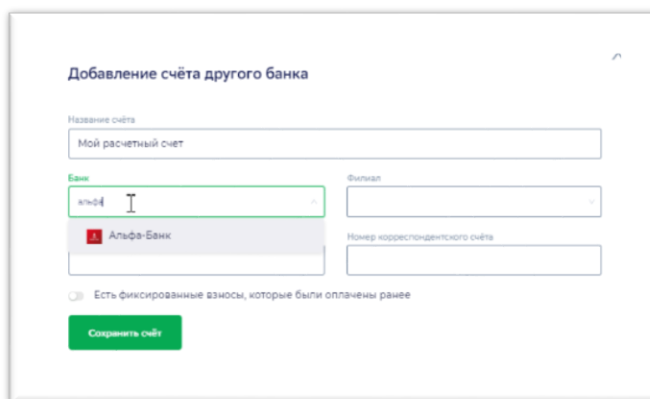 Добавление счёта другого банка
Название счёта
Мой расчетный счет
Банк
Филиал
альфа
Альфа-Банк
Номер корреспондентского счёта
Есть фиксированные взносы, которые были оплачены ранее
Сохранить счёт